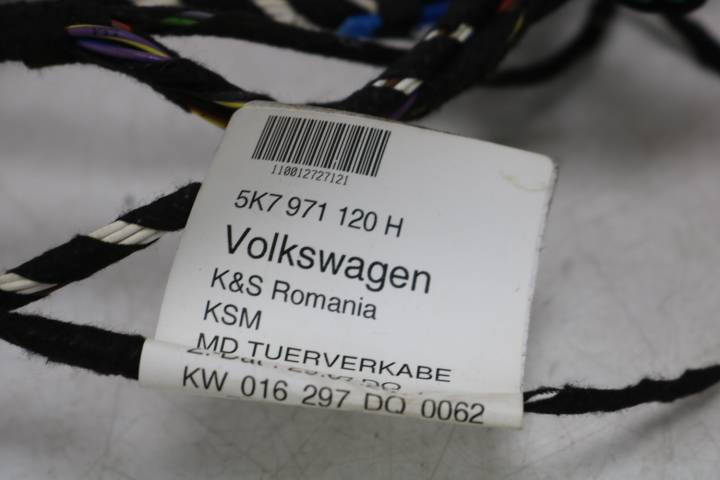 110012727121
5K7 971 120 H
Volkswagen
K&S Romania
KSM
MD TUERVERKABE
KW 016 297 DQ 0062